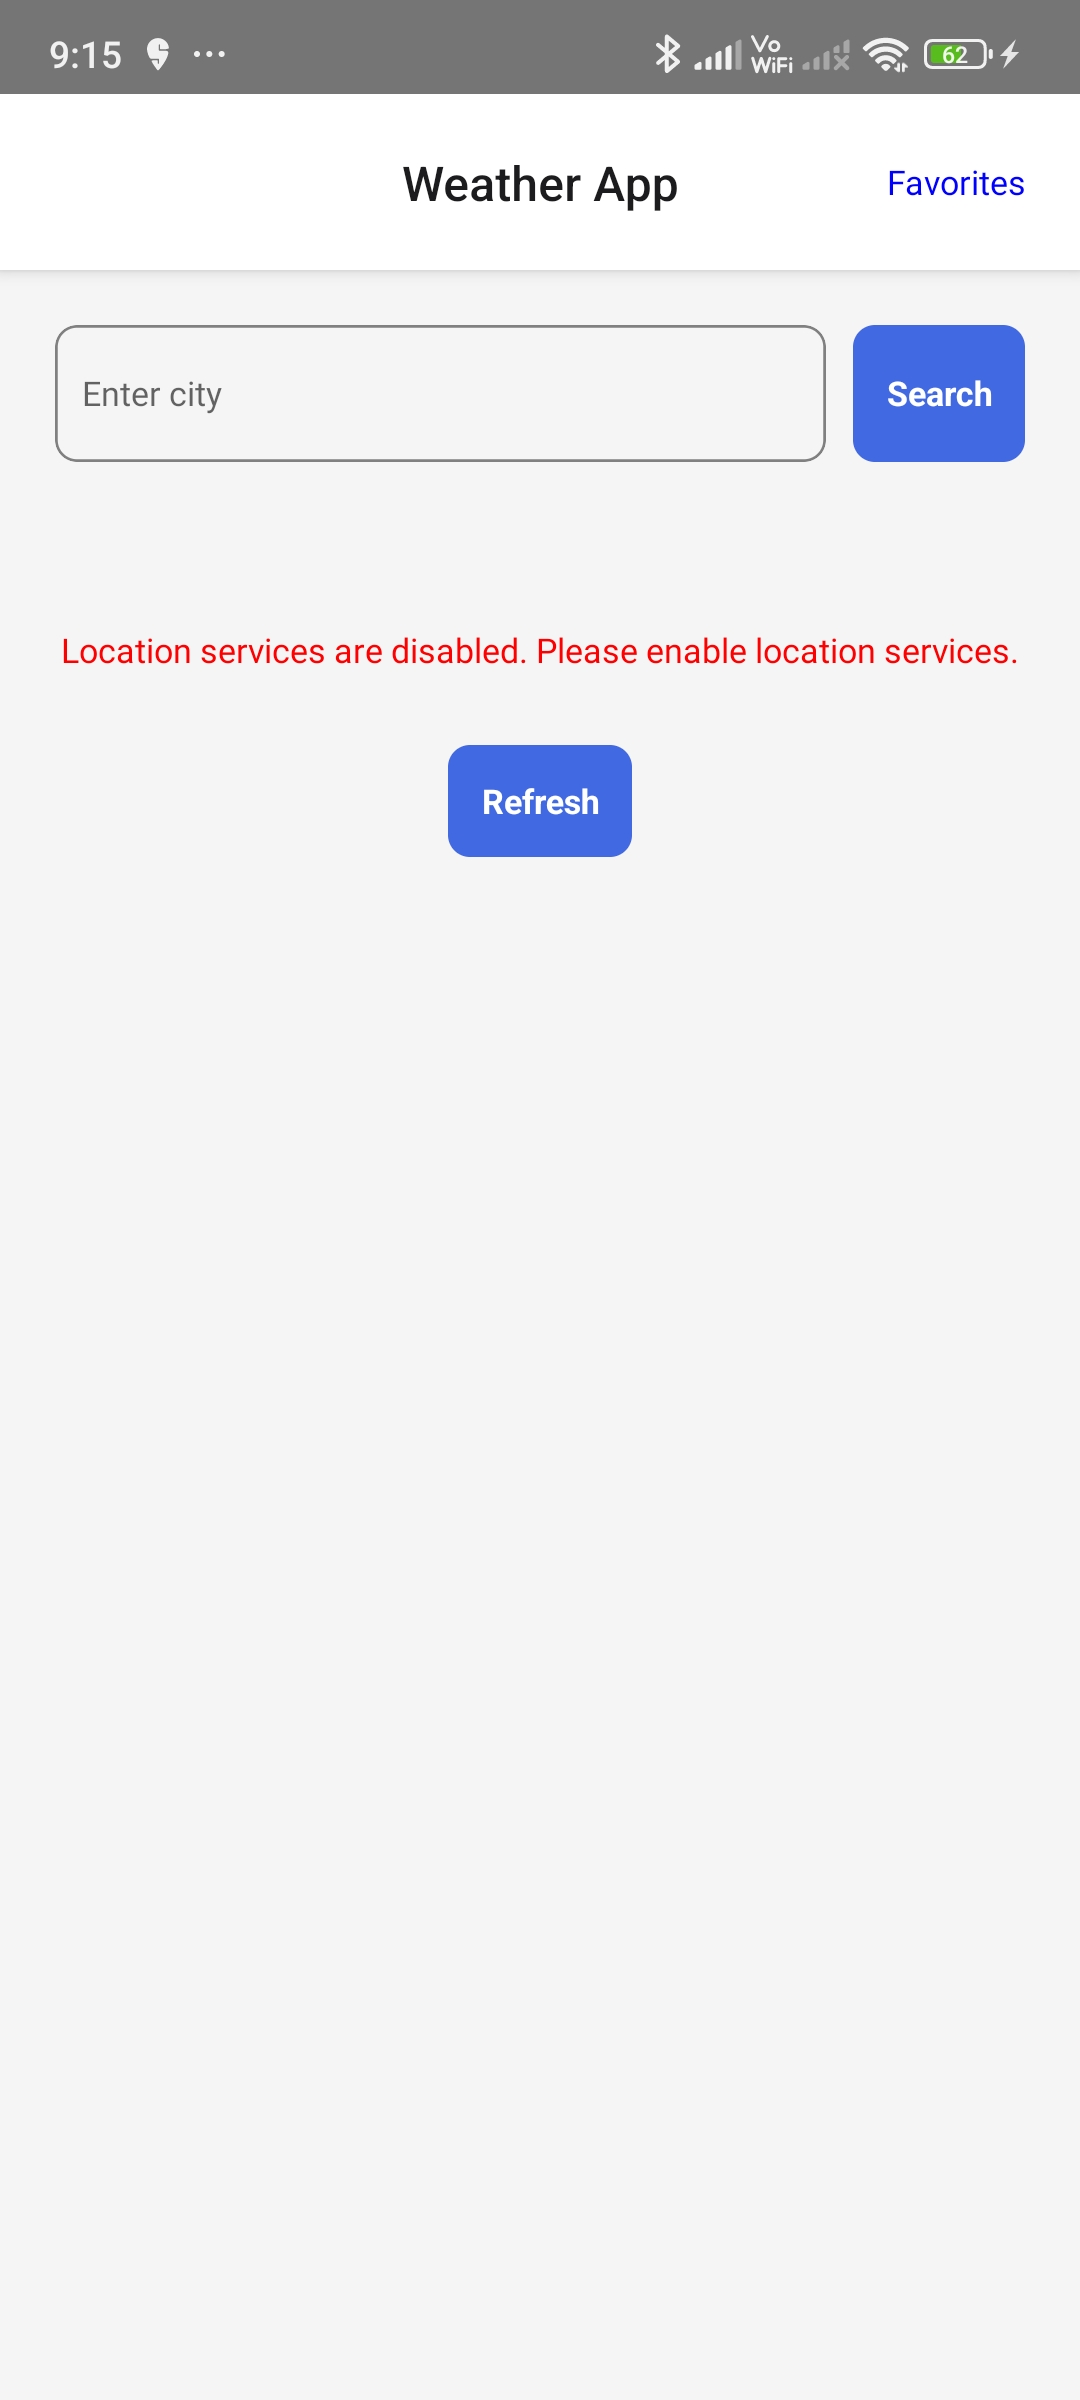 9:15 ... Vo WiFi 62
Weather App Favorites
Enter city Search
Location services are disabled. Please enable location services.
Refresh